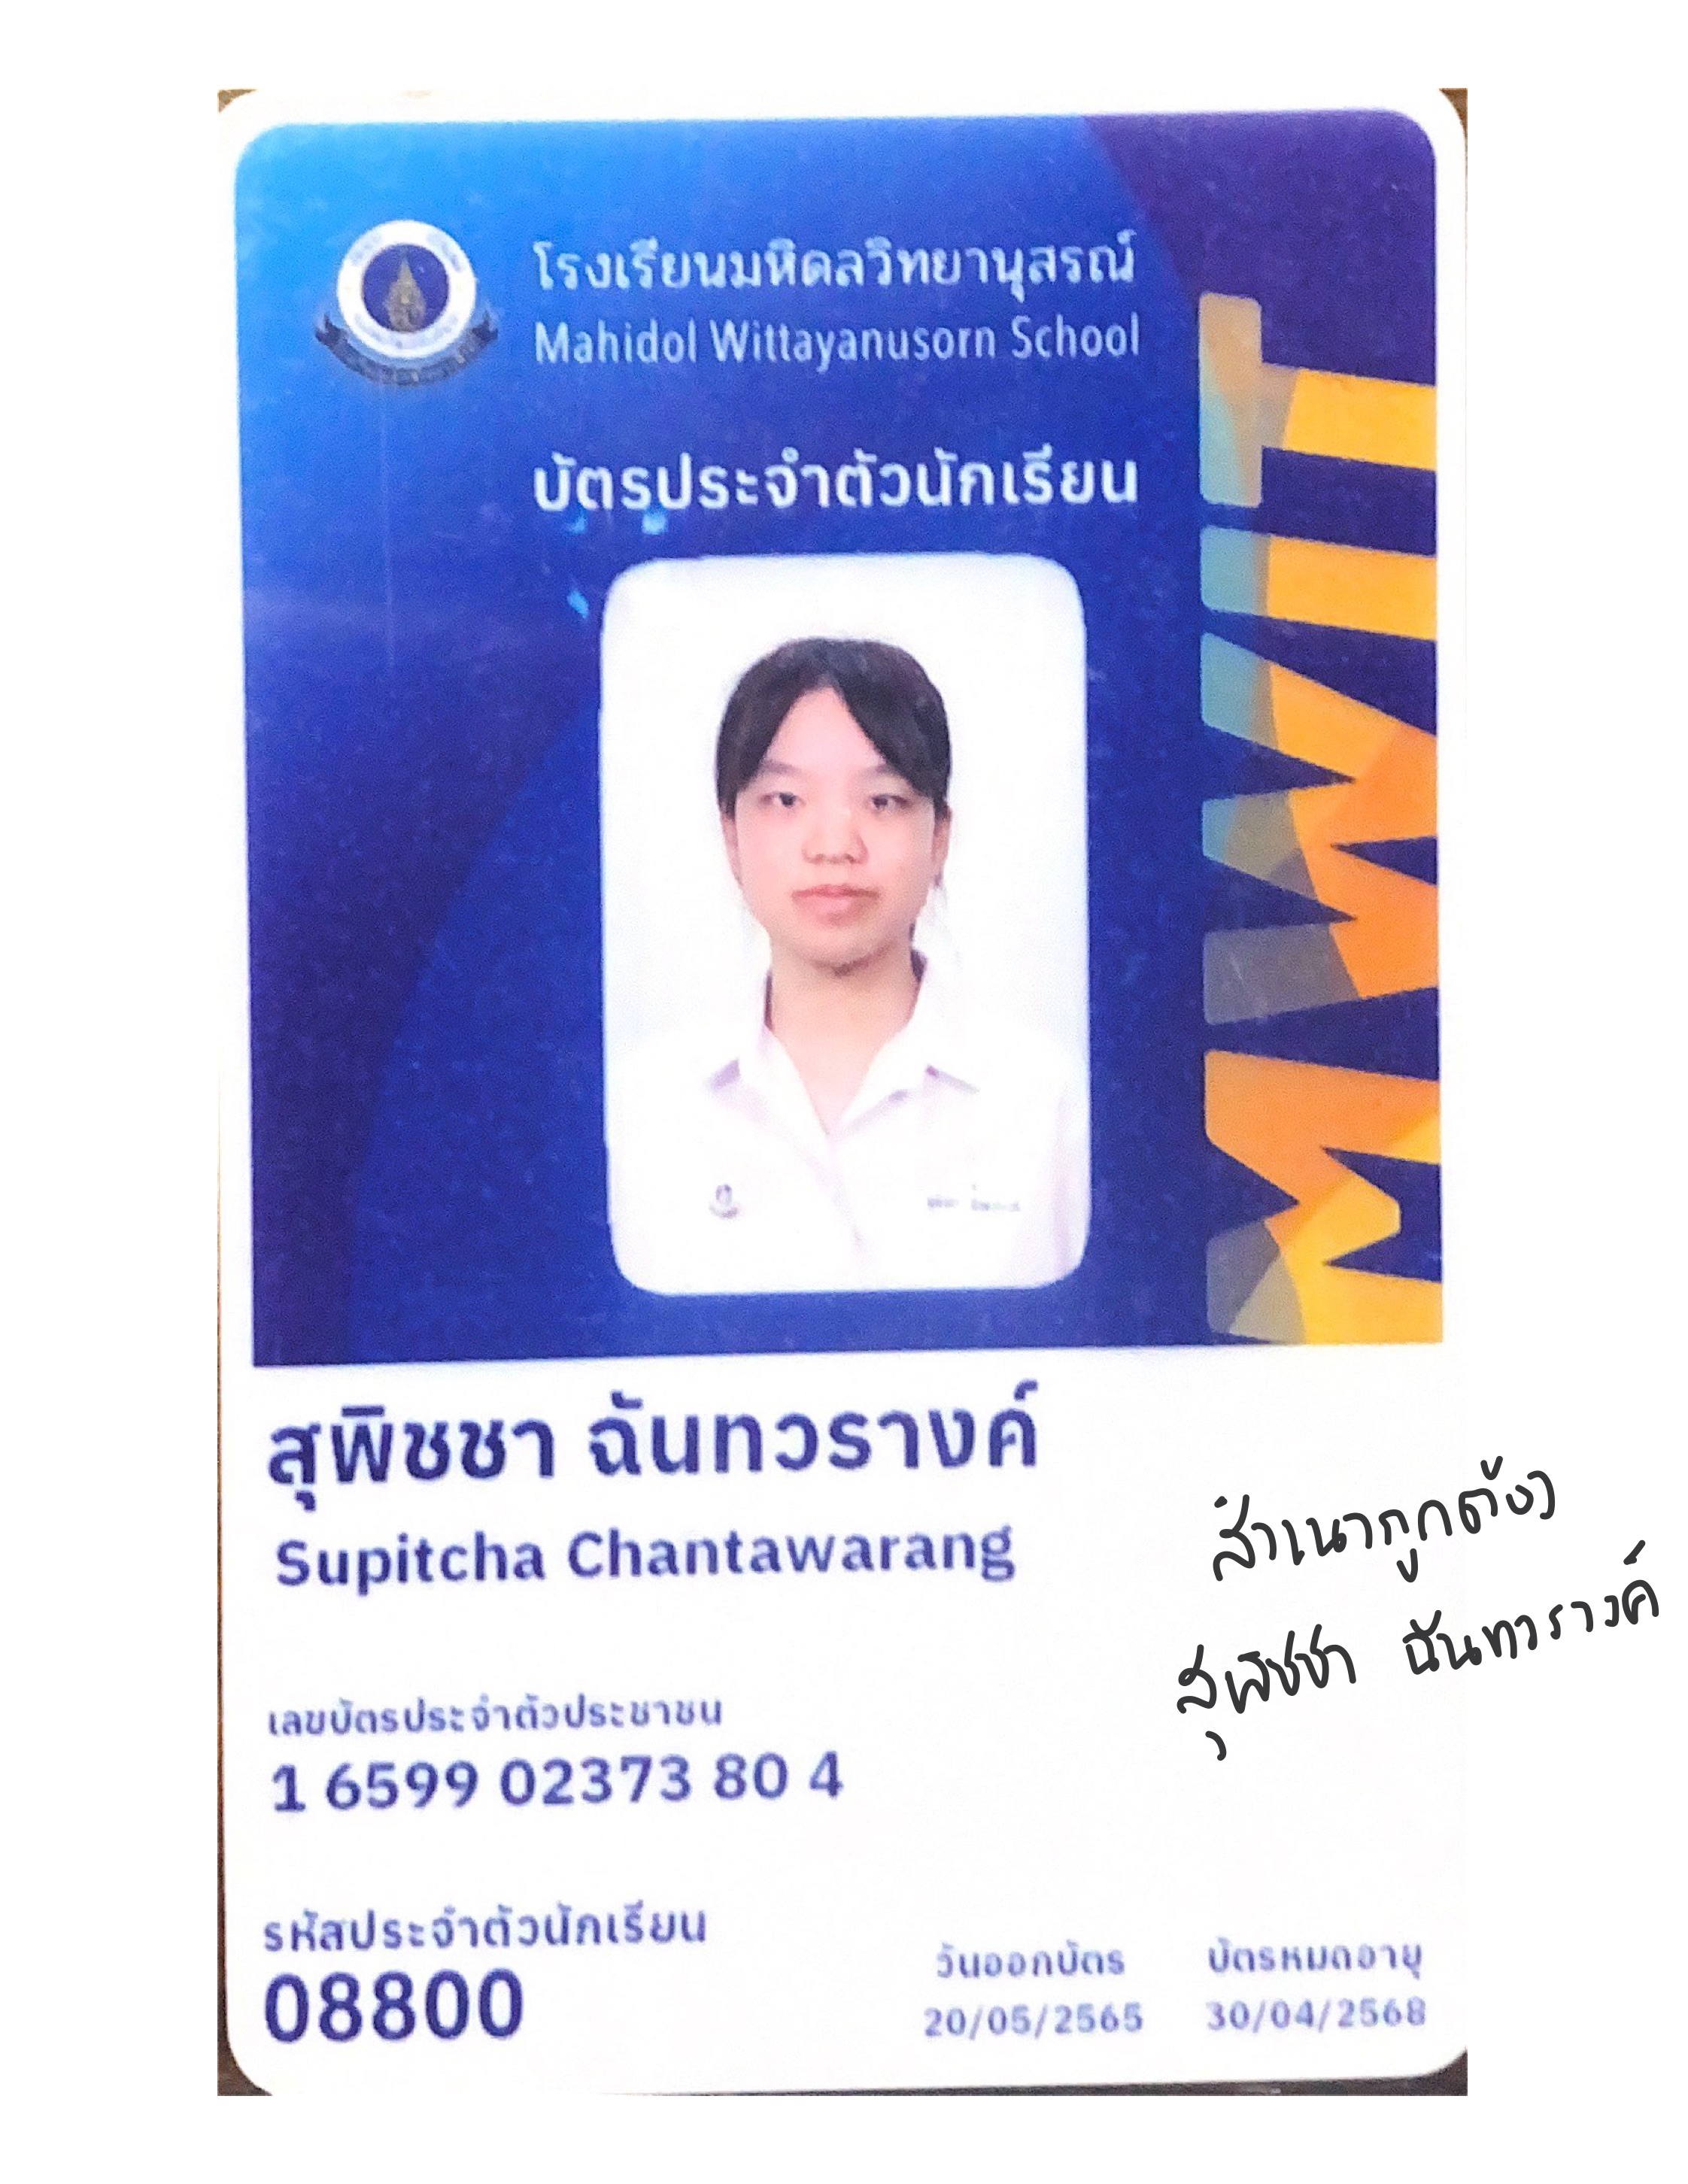 โรงเรียนมหิดลวิทยานุสรณ์
Mahidol Wittayanusorn School
บัตรประจำตัวนักเรียน
MWIT
สุพิชชา ฉันทวรางค์
Supitcha Chantawarang
สำเนาถูกต้อง
สุพิชชา ฉันทวรางค์
เลขบัตรประจำตัวประชาชน
1 6599 02373 80 4
รหัสประจำตัวนักเรียน
08800
วันออกบัตร
20/05/2565
บัตรหมดอายุ
30/04/2568